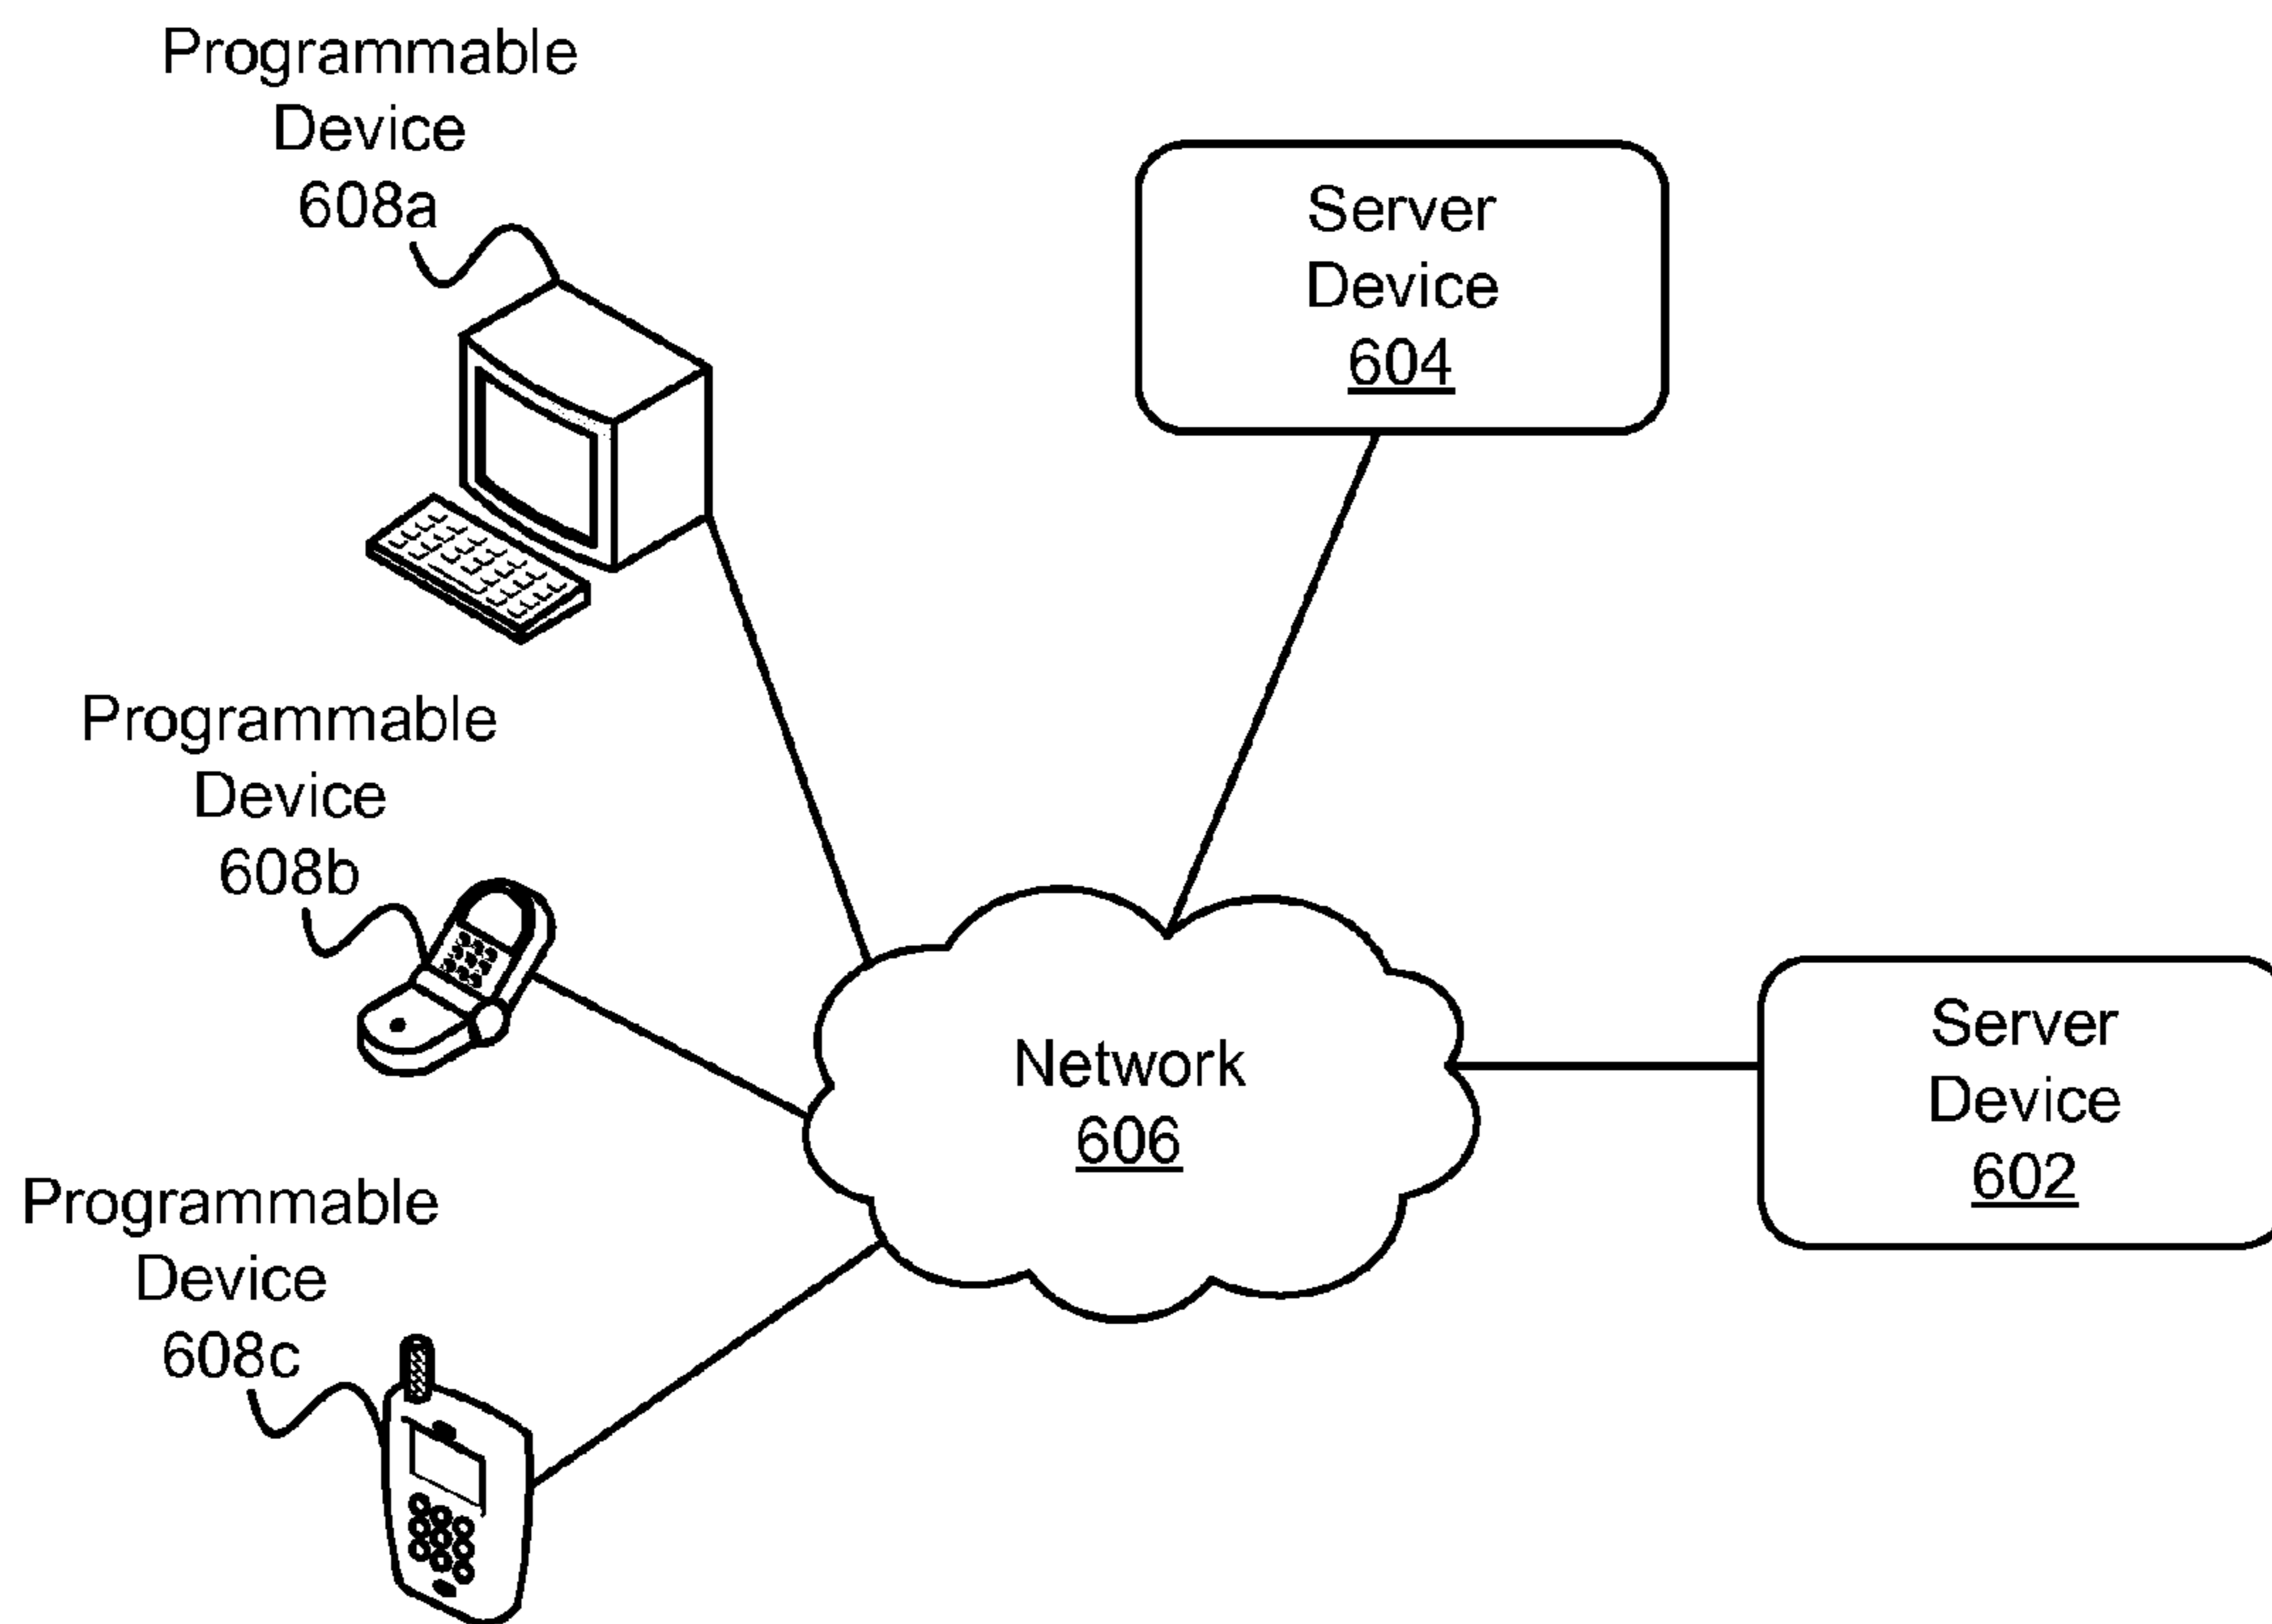 Programmable
Device
608a
Server
Device
604
Programmable
Device
608b
Network
606
Server
Device
602
Programmable
Device
608c